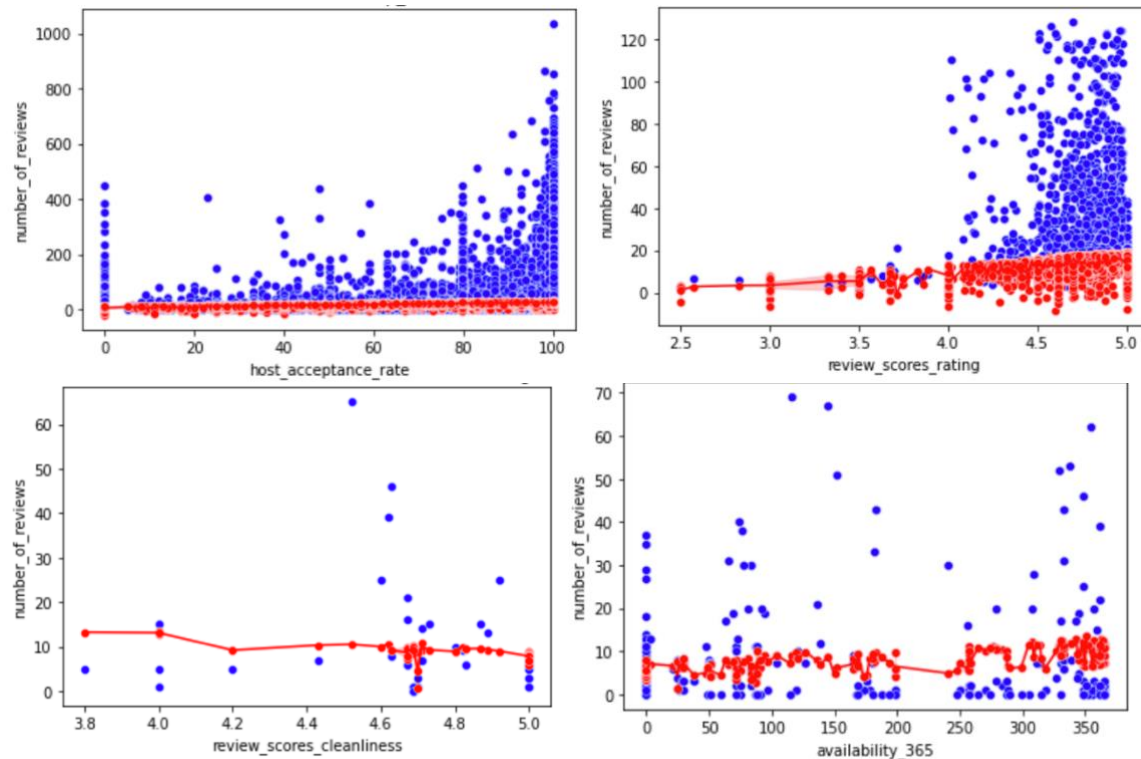 1000
800
600
400
200
0
number_of_reviews
0 20 40 60 80 100
host_acceptance_rate
120
100
80
60
40
20
0
number_of_reviews
2.5 3.0 3.5 4.0 4.5 5.0
review_scores_rating
60
50
40
30
20
10
0
number_of_reviews
3.8 4.0 4.2 4.4 4.6 4.8 5.0
review_scores_cleanliness
70
60
50
40
30
20
10
0
number_of_reviews
0 50 100 150 200 250 300 350
availability_365